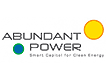 ABUNDANT
POWER
Smart Capital for Clean Energy